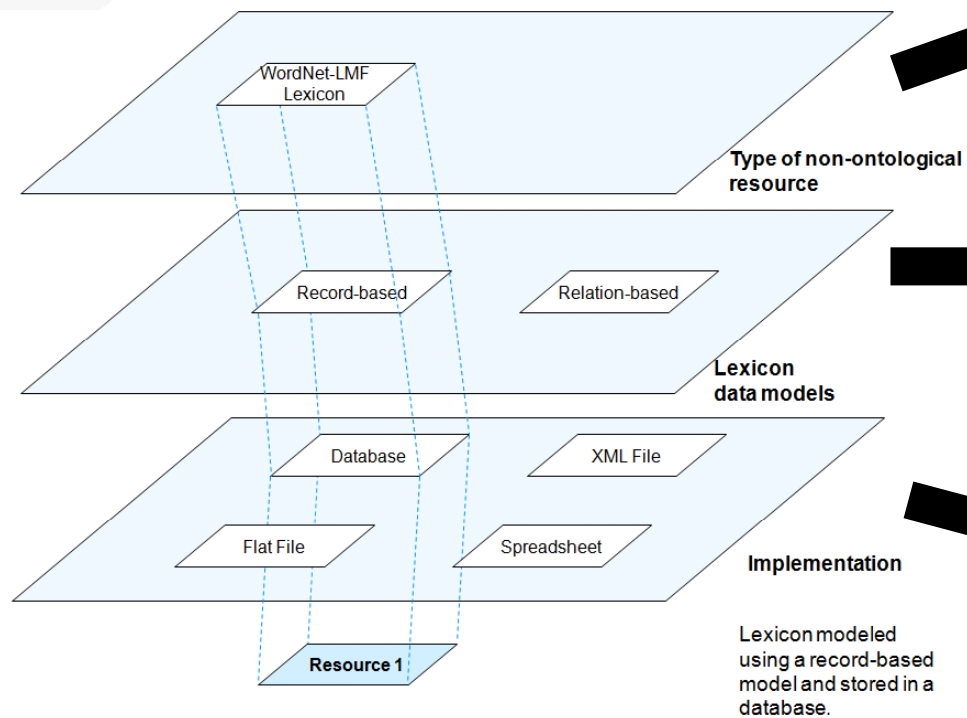 WordNet-LMF
Lexicon
Type of non-ontological
resource
Record-based
Relation-based
Lexicon
data models
Database
XML File
Flat File
Spreadsheet
Implementation
Resource 1
Lexicon modeled
using a record-based
model and stored in a
database.